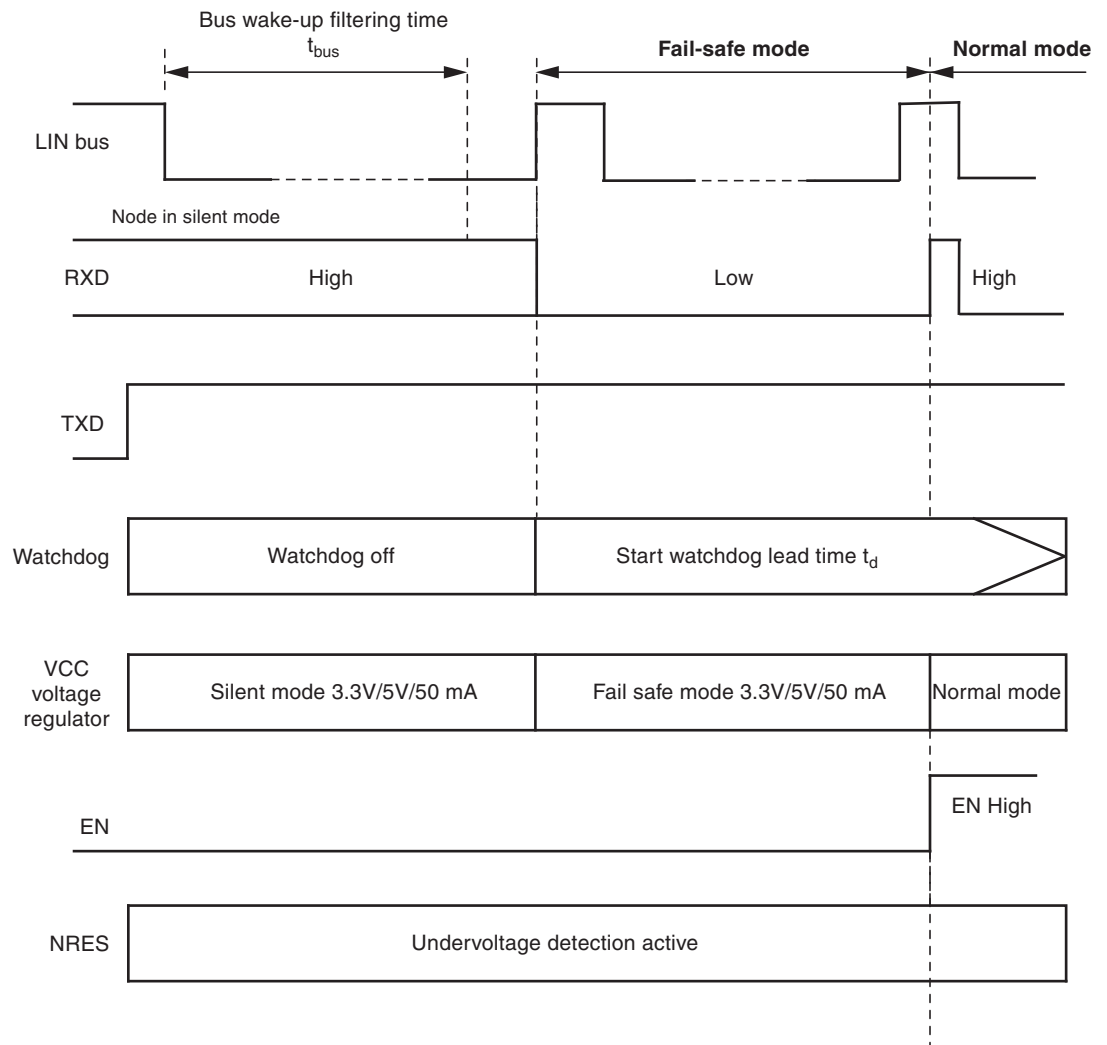 Bus wake-up filtering time
tbus
Fail-safe mode
Normal mode
LIN bus
Node in silent mode
RXD
High
Low
High
TXD
Watchdog
Watchdog off
Start watchdog lead time td
VCC
voltage
regulator
Silent mode 3.3V/5V/50 mA
Fail safe mode 3.3V/5V/50 mA
Normal mode
EN
EN High
NRES
Undervoltage detection active